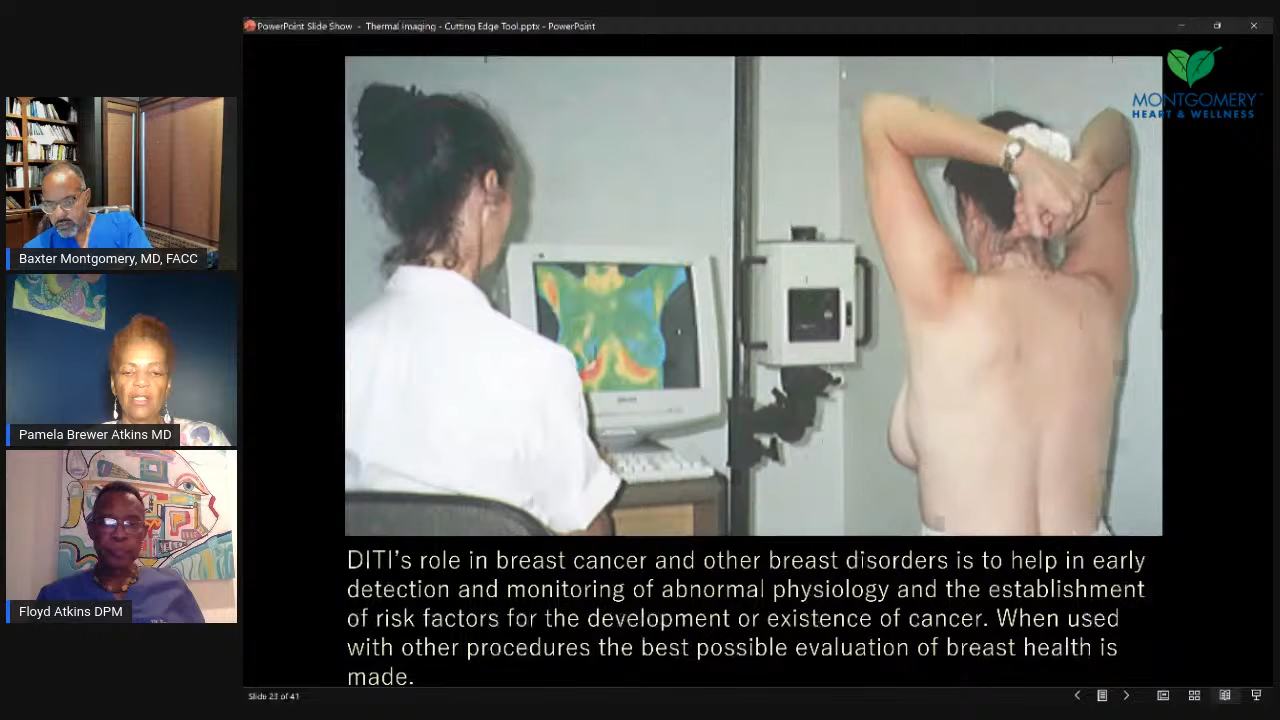 PowerPoint Slide Show - Thermal Imaging - Cutting Edge Tool.pptx - PowerPoint
MONTGOMERY
HEART & WELLNESS
Baxter Montgomery, MD, FACC
Pamela Brewer Atkins MD
Floyd Atkins DPM
DITI's role in breast cancer and other breast disorders is to help in early
detection and monitoring of abnormal physiology and the establishment
of risk factors for the development or existence of cancer. When used
with other procedures the best possible evaluation of breast health is
made.
Slide 23 of 41